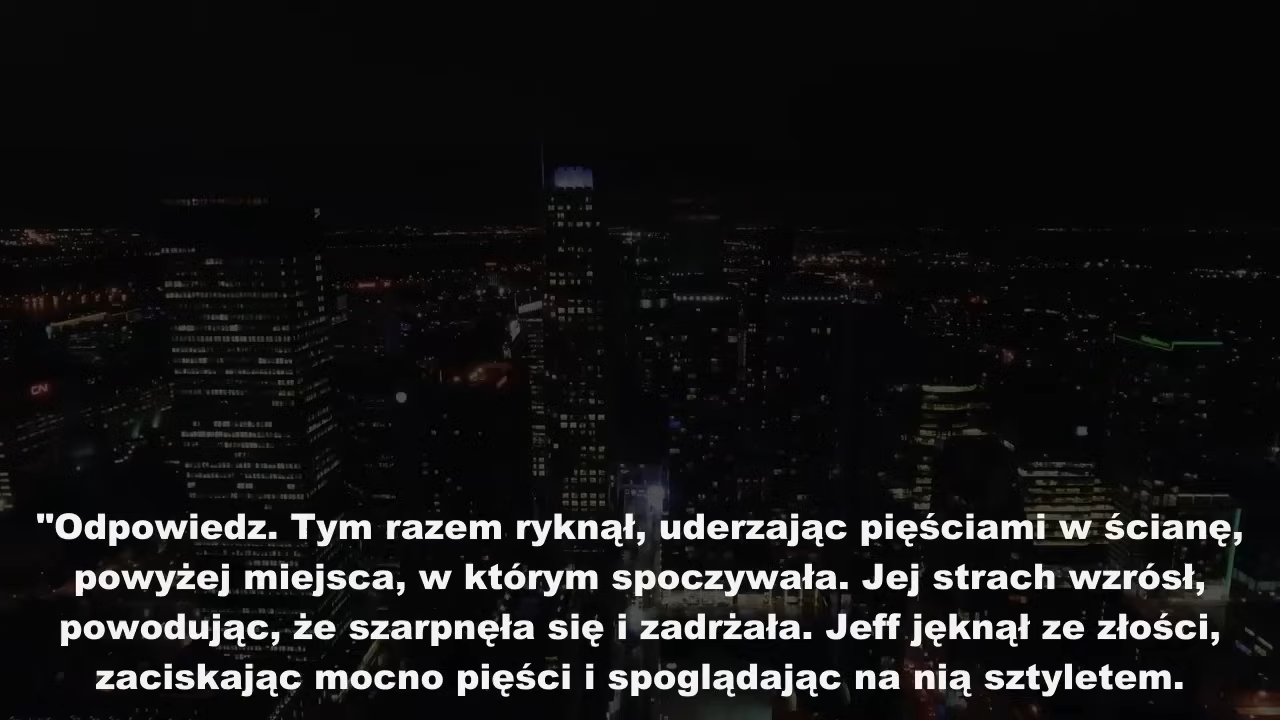 CN
"Odpowiedz. Tym razem ryknął, uderzając pięściami w ścianę,
powyżej miejsca, w którym spoczywała. Jej strach wzrósł,
powodując, że szarpnęła się i zadrżała. Jeff jęknął ze złości,
zaciskając mocno pięści i spoglądając na nią sztyletem.